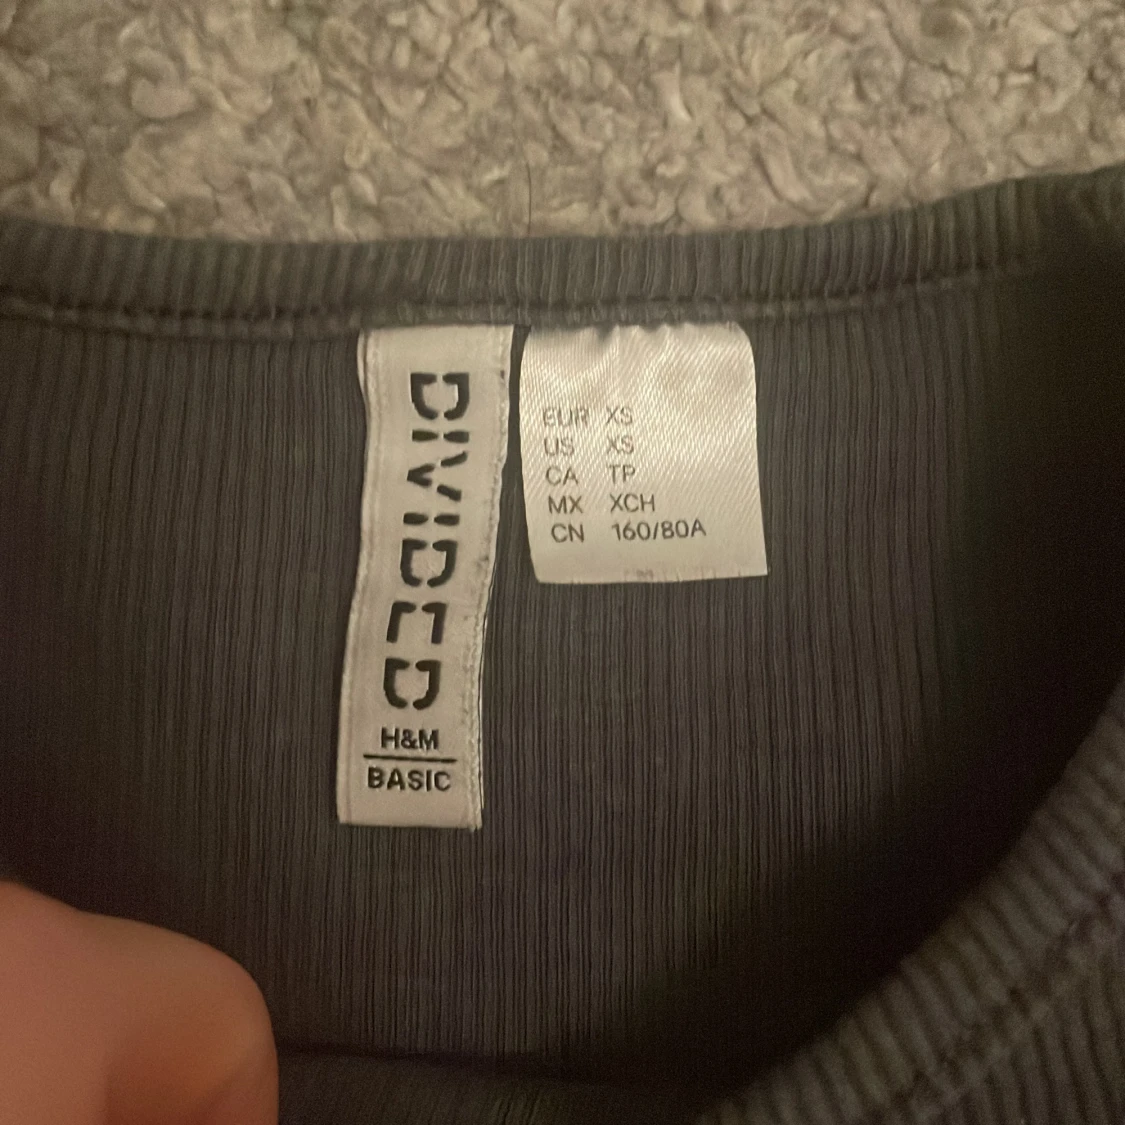 DIVIDED
H&M
BASIC
EUR XS
US XS
CA TP
MX XCH
CN 160/80A